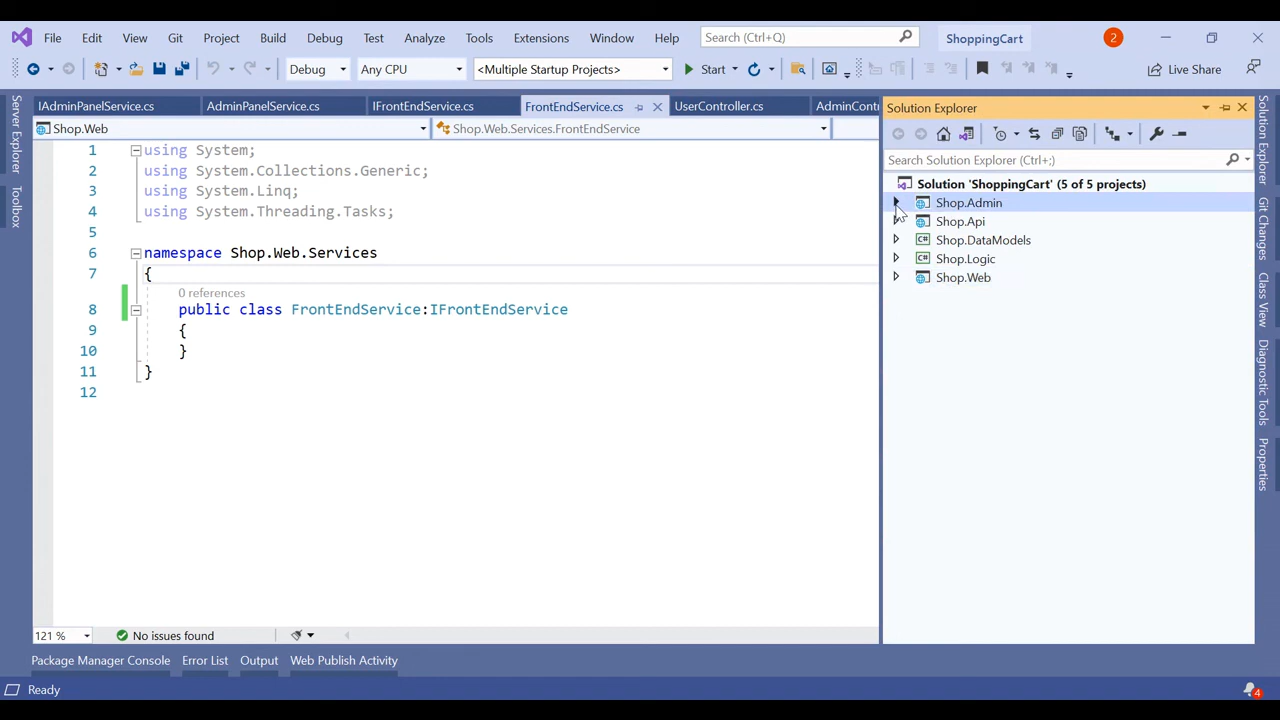 File Edit View Git Project Build Debug Test Analyze Tools Extensions Window Help Search (Ctrl+Q) ShoppingCart 2
Debug Any CPU <Multiple Startup Projects> Start Live Share
IAdminPanelService.cs AdminPanelService.cs IFrontEndService.cs FrontEndService.cs UserController.cs AdminContr
Shop.Web Shop.Web.Services.FrontEndService
1 using System;
2 using System.Collections.Generic;
3 using System.Linq;
4 using System.Threading.Tasks;
5
6 namespace Shop.Web.Services
7 {
0 references
8 public class FrontEndService:IFrontEndService
9 {
10 }
11 }
12
121 % No issues found
Solution Explorer
Search Solution Explorer (Ctrl+;)
Solution 'ShoppingCart' (5 of 5 projects)
Shop.Admin
Shop.Api
C# Shop.DataModels
C# Shop.Logic
Shop.Web
Server Explorer
Toolbox
Solution Explorer
Git Changes
Class View
Diagnostic Tools
Properties
Package Manager Console Error List Output Web Publish Activity
Ready 4